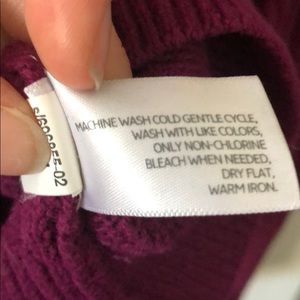 MACHINE WASH COLD GENTLE CYCLE,
WASH WITH LIKE COLORS,
ONLY NON-CHLORINE
BLEACH WHEN NEEDED,
DRY FLAT,
WARM IRON.